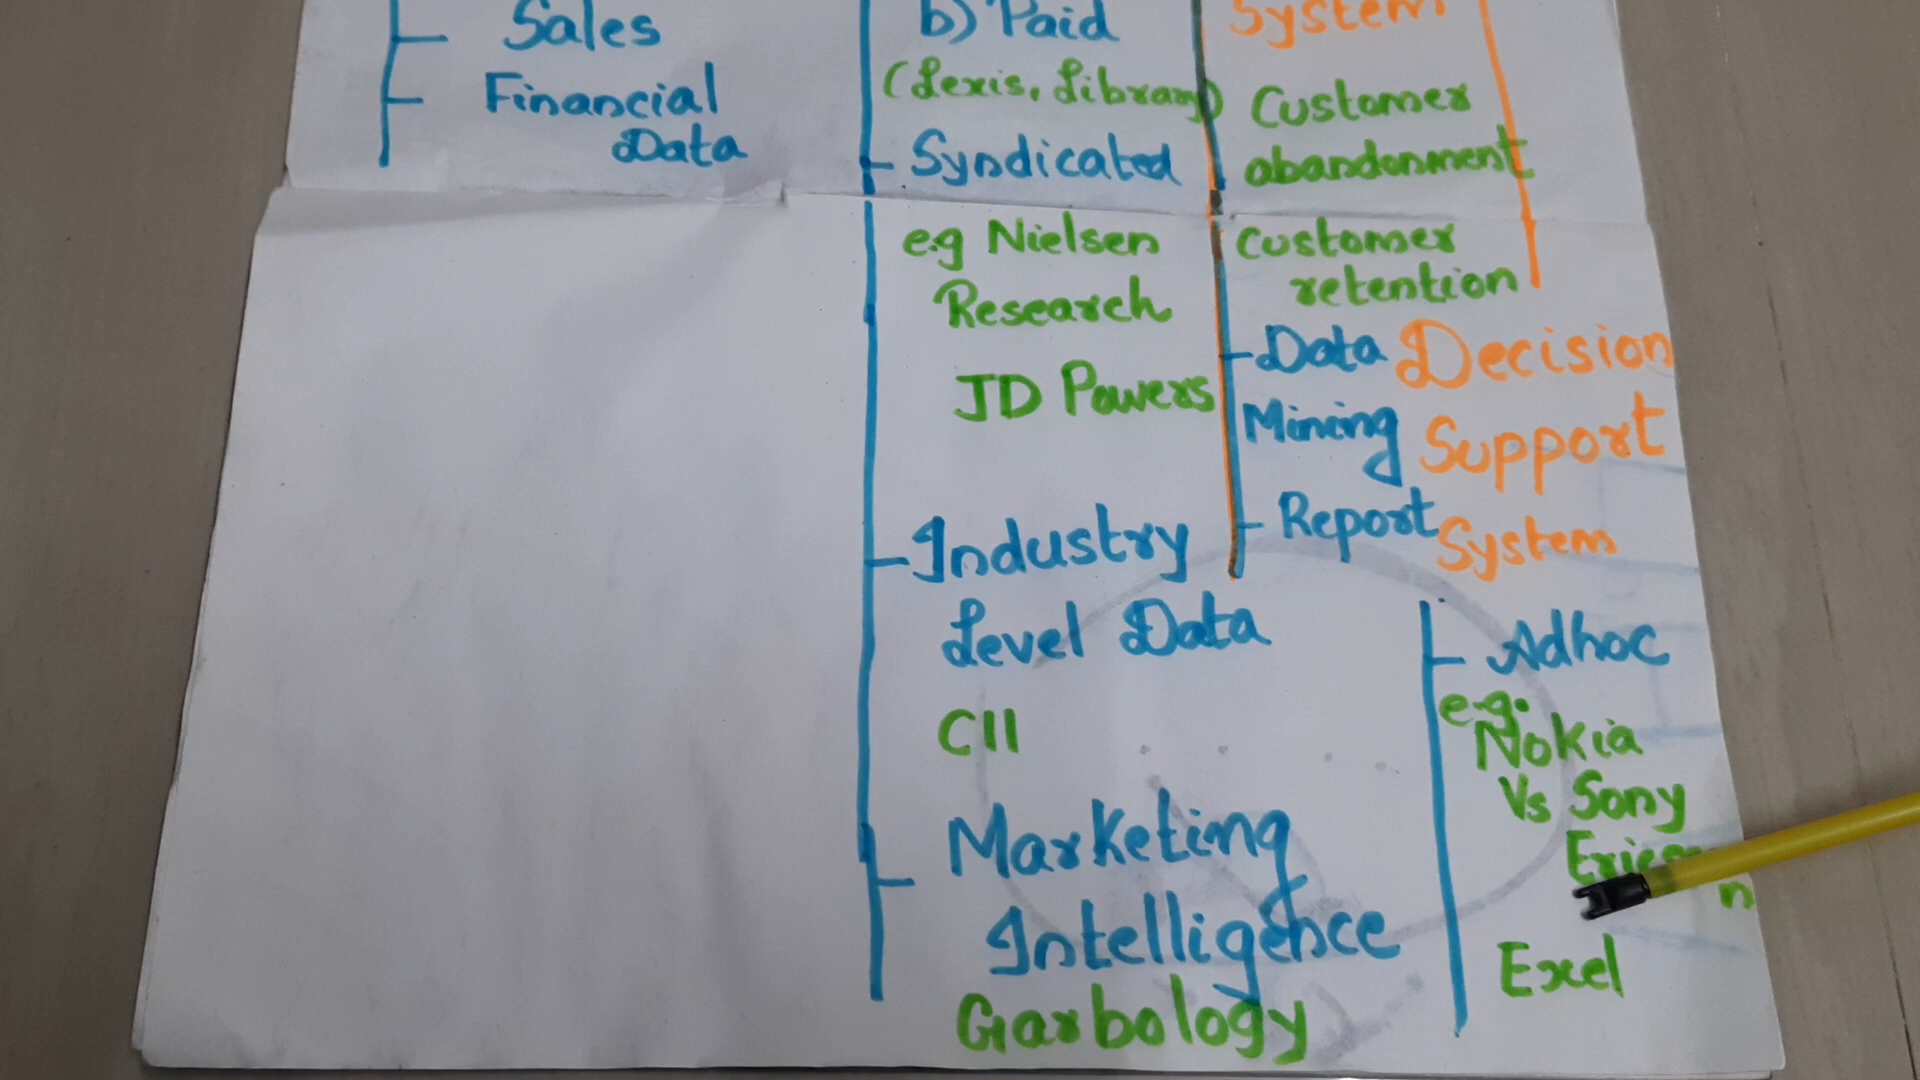 Sales
Financial
Data
b) Paid
(Lexis, Library)
Syndicated
e.g Nielsen
Research
JD Powers
Industry
Level Data
CII
Marketing
Intelligence
Garbology
System
Customer
abandonment
Customer
retention
Data
Mining
Report
Decision
Support
System
Adhoc
e.g.
Nokia
Vs Sony
Excel